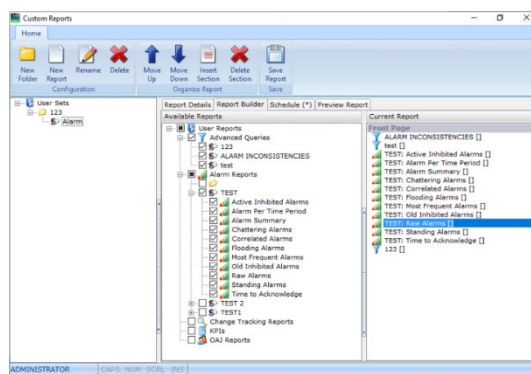 Custom Reports
Home
New Folder
New Report
Rename
Delete
Move Up
Move Down
Insert Section
Delete Section
Save Report
Configuration
Organize Report
Save
User Sets
123
Alarm
Report Details
Report Builder
Schedule (*)
Preview Report
Available Reports
User Reports
Advanced Queries
123
ALARM INCONSISTENCIES
test
Alarm Reports
TEST
Active Inhibited Alarms
Alarm Per Time Period
Alarm Summary
Chattering Alarms
Correlated Alarms
Flooding Alarms
Most Frequent Alarms
Old Inhibited Alarms
Raw Alarms
Standing Alarms
Time to Acknowledge
TEST 2
TEST1
Change Tracking Reports
KPIs
OAJ Reports
Current Report
Front Page
ALARM INCONSISTENCIES []
test []
TEST: Active Inhibited Alarms []
TEST: Alarm Per Time Period []
TEST: Alarm Summary []
TEST: Chattering Alarms []
TEST: Correlated Alarms []
TEST: Flooding Alarms []
TEST: Most Frequent Alarms []
TEST: Old Inhibited Alarms []
TEST: Raw Alarms []
TEST: Standing Alarms []
TEST: Time to Acknowledge []
123 []
ADMINISTRATOR
CAPS NUM SCRL INS